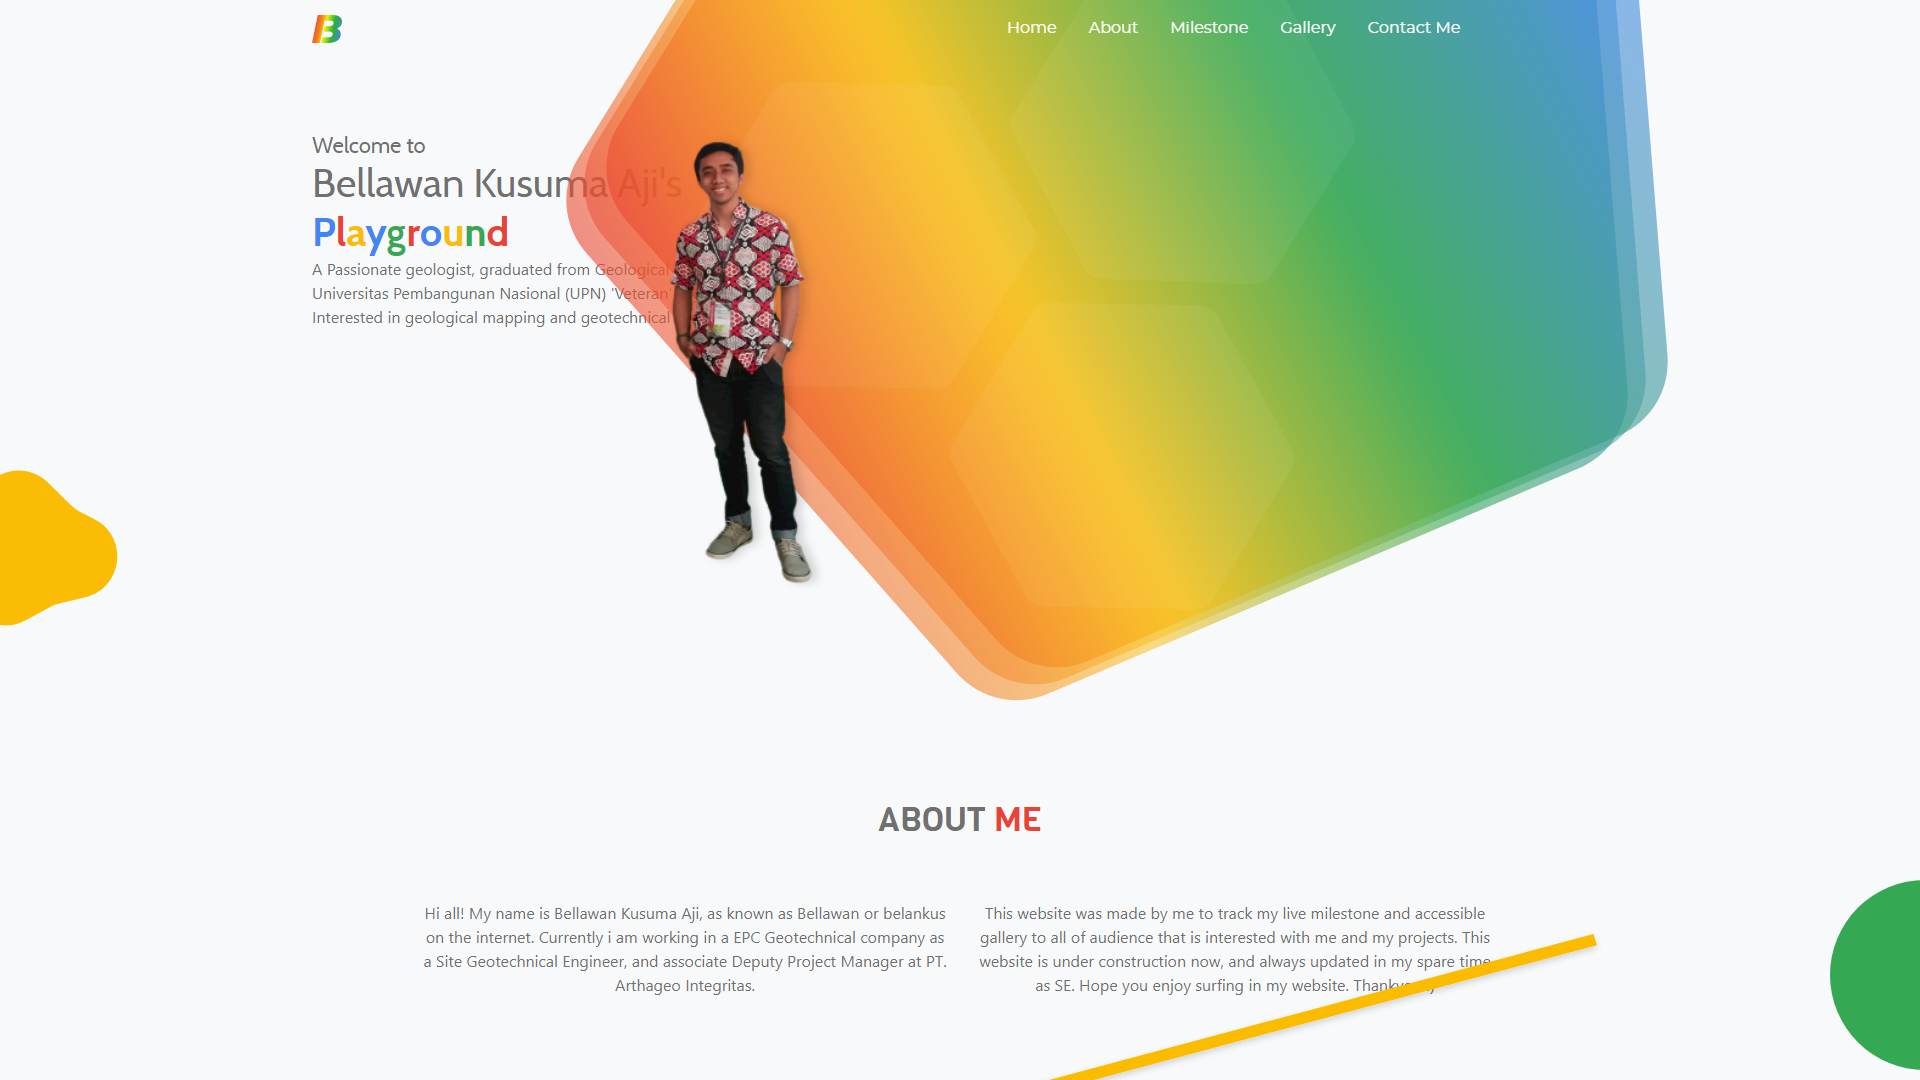 B
Home About Milestone Gallery Contact Me
Welcome to
Bellawan Kusuma Aji's
Playground
A Passionate geologist, graduated from Geological
Universitas Pembangunan Nasional (UPN) 'Veteran'
Interested in geological mapping and geotechnical
ABOUT ME
Hi all! My name is Bellawan Kusuma Aji, as known as Bellawan or belankus
on the internet. Currently i am working in a EPC Geotechnical company as
a Site Geotechnical Engineer, and associate Deputy Project Manager at PT.
Arthageo Integritas.
This website was made by me to track my live milestone and accessible
gallery to all of audience that is interested with me and my projects. This
website is under construction now, and always updated in my spare time
as SE. Hope you enjoy surfing in my website.